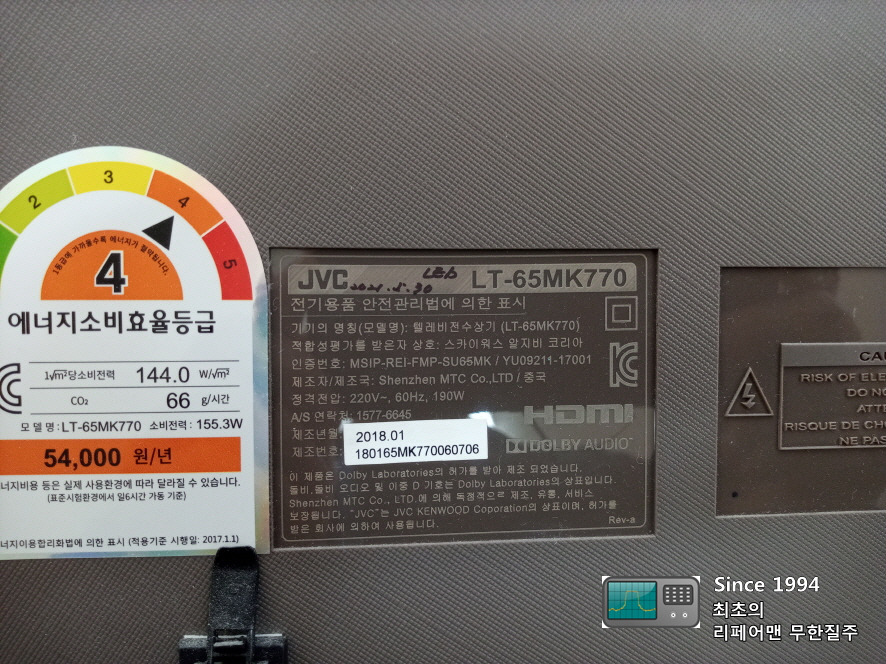 2
3
4
5
1등급에 가까울수록 에너지가 절약됩니다.
4
에너지소비효율등급
1√m²당소비전력 144.0 W/√m²
CO₂ 66 g/시간
모 델 명: LT-65MK770 소비전력: 155.3W
54,000 원/년
너지비용 등은 실제 사용환경에 따라 달라질 수 있습니다.
(표준시험환경에서 일6시간 가동 기준)
너지이용합리화법에 의한 표시 (적용기준 시행일: 2017.1.1)
JVC LED LT-65MK770
2021.5.30
전기용품 안전관리법에 의한 표시
기기의 명칭(모델명): 텔레비전수상기 (LT-65MK770)
적합성평가를 받은자 상호: 스카이워스 알지비 코리아
인증번호: MSIP-REI-FMP-SU65MK / YU09211-17001
제조자/제조국: Shenzhen MTC Co.,LTD / 중국
정격전압: 220V~, 60Hz, 190W
A/S 연락처: 1577-6645
제조년월 2018.01
제조번호: 180165MK770060706
HDMI
DOLBY AUDIO™
이 제품은 Dolby Laboratories의 허가를 받아 제조 되었습니다.
돌비,돌비 오디오 및 이중 D 기호는 Dolby Laboratories의 상표입니다.
Shenzhen MTC Co., LTD.에 의해 독점적으로 제조, 유통, 서비스
보장됩니다. "JVC"는 JVC KENWOOD Coporation의 상표이며, 허가를
받은 회사에 의하여 사용됩니다.
Rev-a
CAU
RISK OF ELE
DO NO
ATTE
RISQUE DE CHO
NE PAS
Since 1994
최초의
리페어맨 무한질주